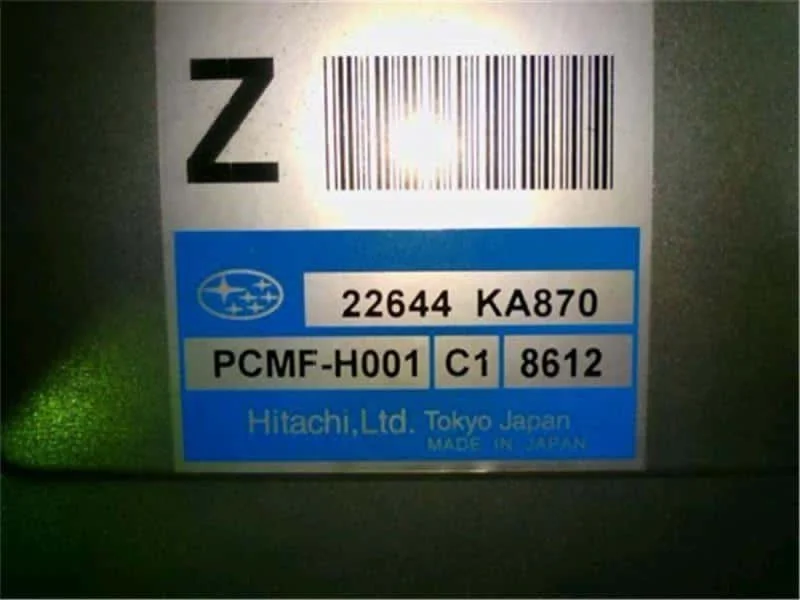 Z
22644 KA870
PCMF-H001 C1 8612
Hitachi,Ltd. Tokyo Japan
MADE IN JAPAN